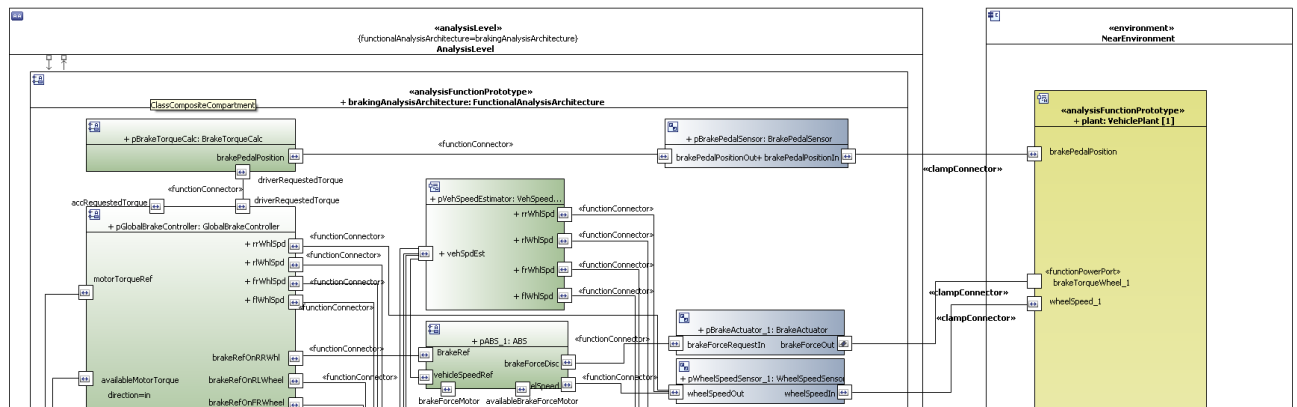 «analysisLevel»
{functionalAnalysisArchitecture=brakingAnalysisArchitecture}
AnalysisLevel
«environment»
NearEnvironment
«analysisFunctionPrototype»
+ brakingAnalysisArchitecture: FunctionalAnalysisArchitecture
ClassCompositeCompartment
«analysisFunctionPrototype»
+ plant: VehiclePlant [1]
+ pBrakeTorqueCalc: BrakeTorqueCalc
brakePedalPosition
«functionConnector»
+ pBrakePedalSensor: BrakePedalSensor
brakePedalPositionOut
+ brakePedalPositionIn
«clampConnector»
brakePedalPosition
driverRequestedTorque
«functionConnector»
accRequestedTorque
driverRequestedTorque
+ pGlobalBrakeController: GlobalBrakeController
+ rrWhlSpd
«functionConnector»
+ rlWhlSpd
«functionConnector»
+ frWhlSpd
«functionConnector»
+ flWhlSpd
«functionConnector»
motorTorqueRef
+ pVehSpeedEstimator: VehSpeed...
+ rrWhlSpd
«functionConnector»
+ rlWhlSpd
«functionConnector»
+ vehSpdEst
+ frWhlSpd
«functionConnector»
+ flWhlSpd
«functionConnector»
«functionPowerPort»
brakeTorqueWheel_1
wheelSpeed_1
«clampConnector»
«clampConnector»
+ pBrakeActuator_1: BrakeActuator
brakeForceRequestIn
brakeForceOut
+ pABS_1: ABS
«functionConnector»
BrakeRef
brakeForceDisc
vehicleSpeedRef
«functionConnector»
brakeForceMotor
availableBrakeForceMotor
brakeRefOnRRWhl
«functionConnector»
availableMotorTorque
direction=in
brakeRefOnRLWheel
«functionConnector»
brakeRefOnFRWheel
+ pWheelSpeedSensor_1: WheelSpeedSensor
wheelSpeedOut
wheelSpeedIn